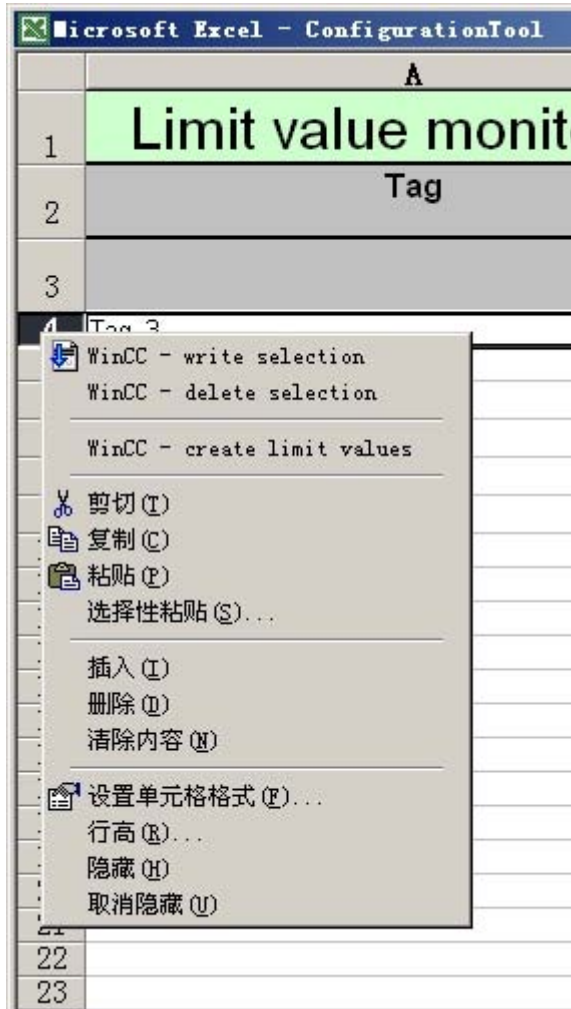 Microsoft Excel - ConfigurationTool
A
1 Limit value monit
2 Tag
3
4 Tag_3
WinCC - write selection
WinCC - delete selection
WinCC - create limit values
剪切(T)
复制(C)
粘贴(P)
选择性粘贴(S)...
插入(I)
删除(D)
清除内容(N)
设置单元格格式(F)...
行高(R)...
隐藏(H)
取消隐藏(U)
21
22
23